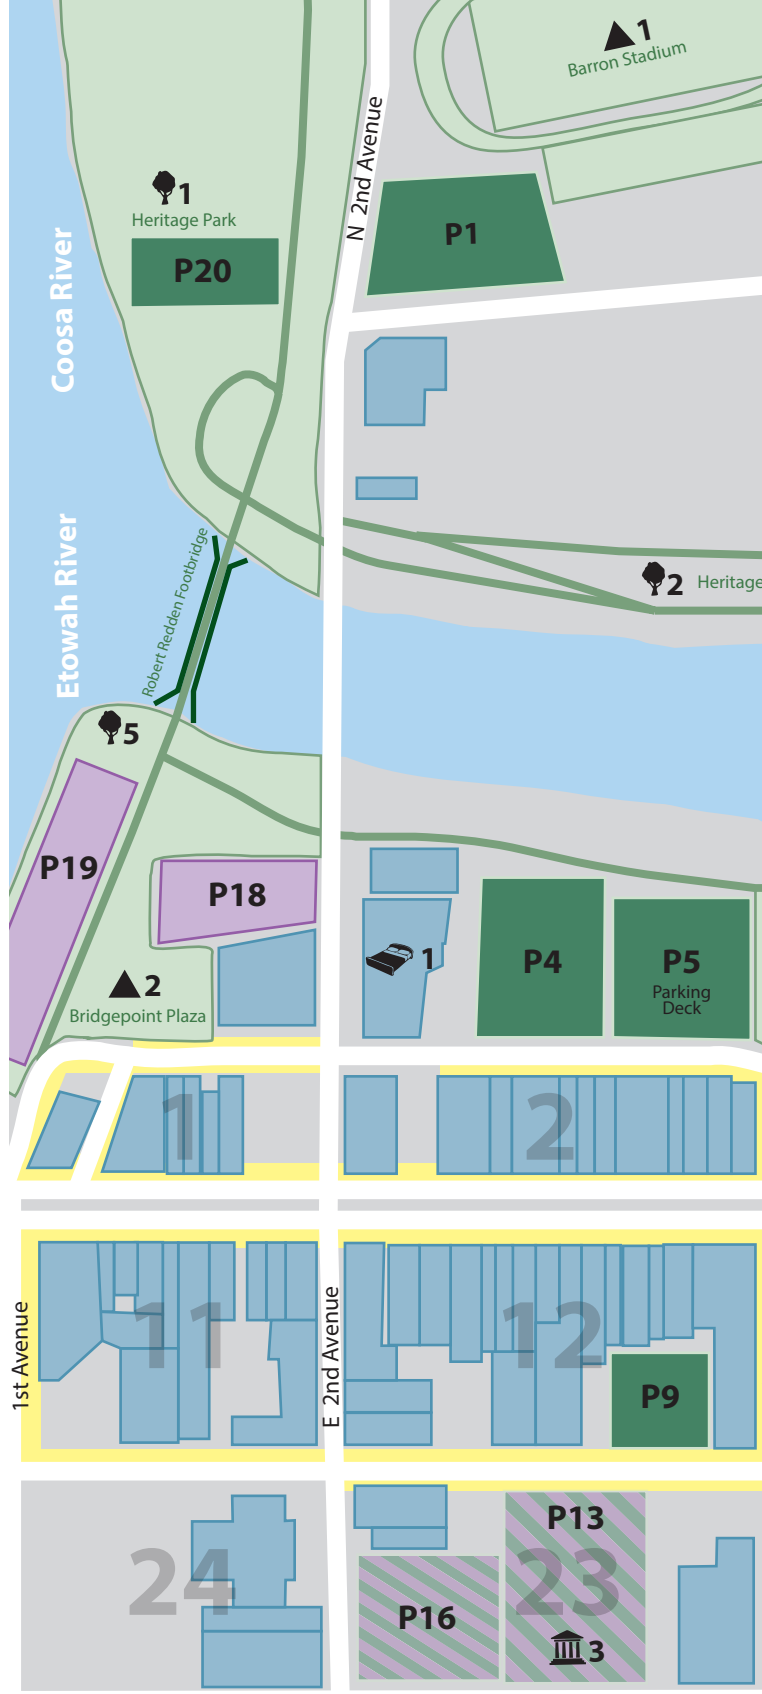 1
Barron Stadium
N 2nd Avenue
1
Heritage Park
P20
P1
Coosa River
Etowah River
Robert Redden Footbridge
2
Heritage
5
P19
P18
1
P4
P5
Parking
Deck
2
Bridgepoint Plaza
1
2
1st Avenue
11
E 2nd Avenue
12
P9
24
P13
23
P16
3